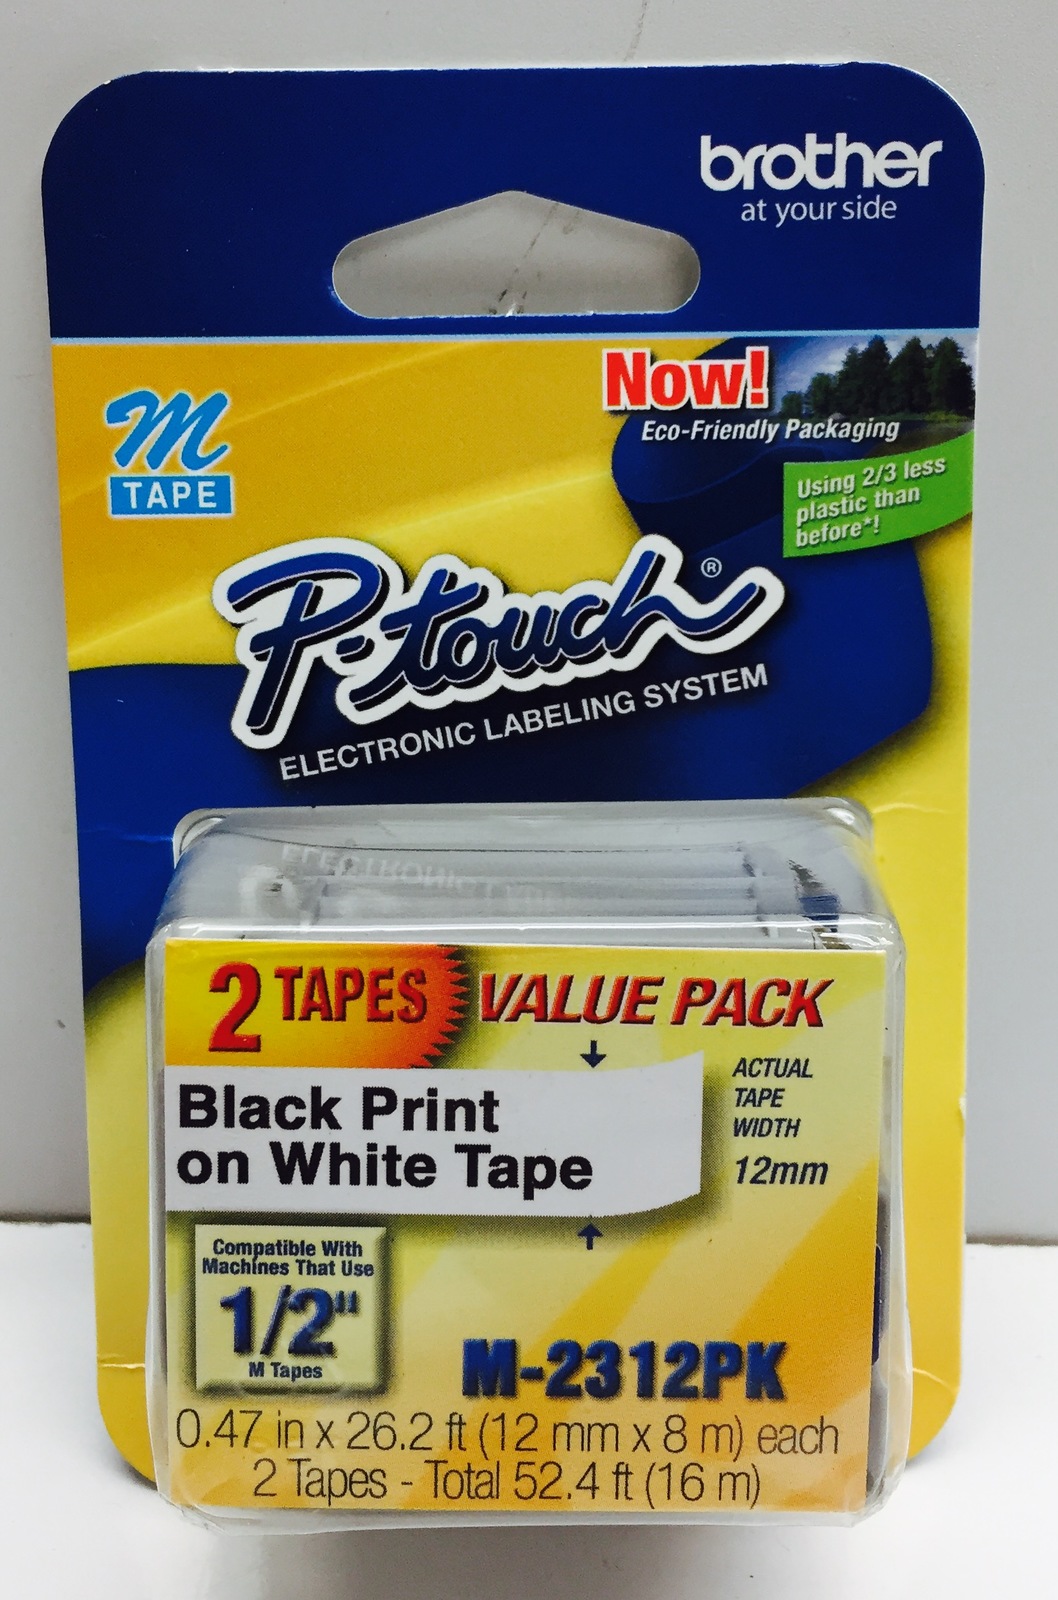 brother
at your side
Now!
Eco-Friendly Packaging
M
TAPE
Using 2/3 less
plastic than
before*!
P-touch®
ELECTRONIC LABELING SYSTEM
2 TAPES VALUE PACK
Black Print
on White Tape
ACTUAL
TAPE
WIDTH
12mm
Compatible With
Machines That Use
1/2"
M Tapes
M-2312PK
0.47 in x 26.2 ft (12 mm x 8 m) each
2 Tapes - Total 52.4 ft (16 m)